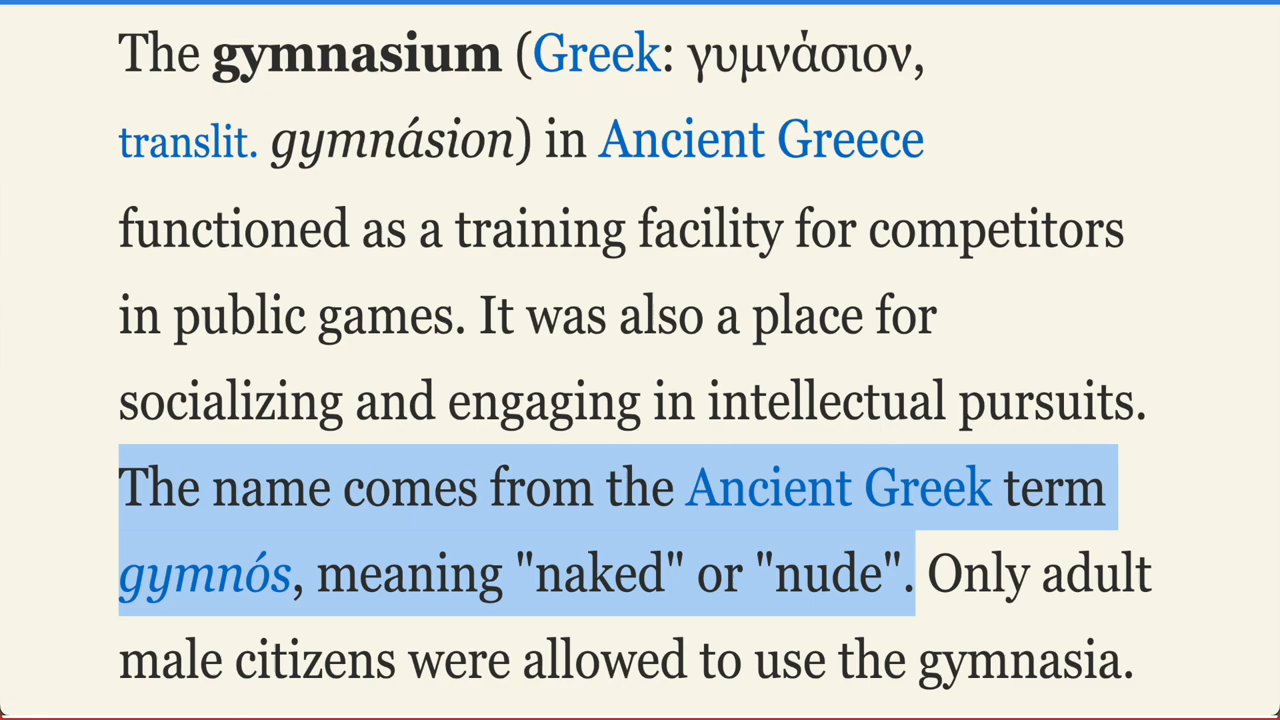 The gymnasium (Greek: γυμνάσιον,
translit. gymnásion) in Ancient Greece
functioned as a training facility for competitors
in public games. It was also a place for
socializing and engaging in intellectual pursuits.
The name comes from the Ancient Greek term
gymnós, meaning "naked" or "nude". Only adult
male citizens were allowed to use the gymnasia.